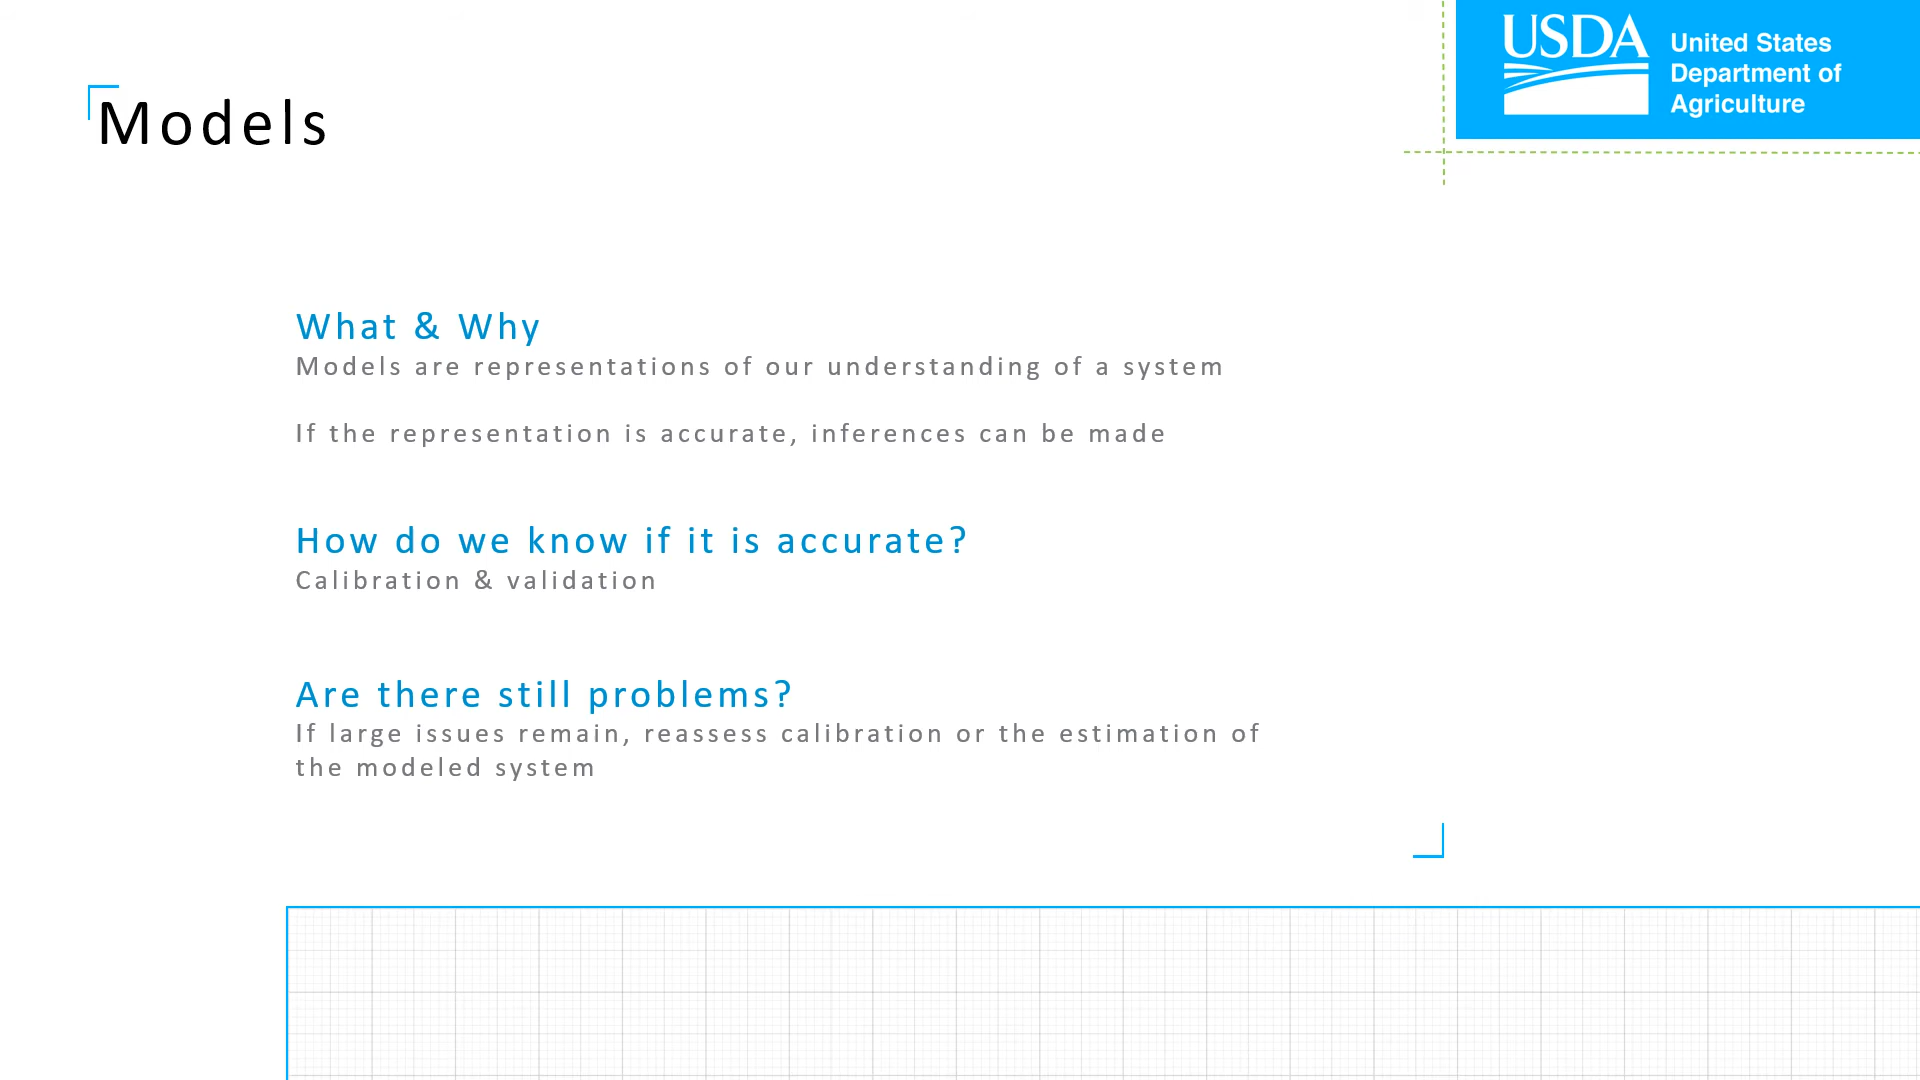 USDA
United States
Department of
Agriculture
Models
What & Why
Models are representations of our understanding of a system
If the representation is accurate, inferences can be made
How do we know if it is accurate?
Calibration & validation
Are there still problems?
If large issues remain, reassess calibration or the estimation of
the modeled system